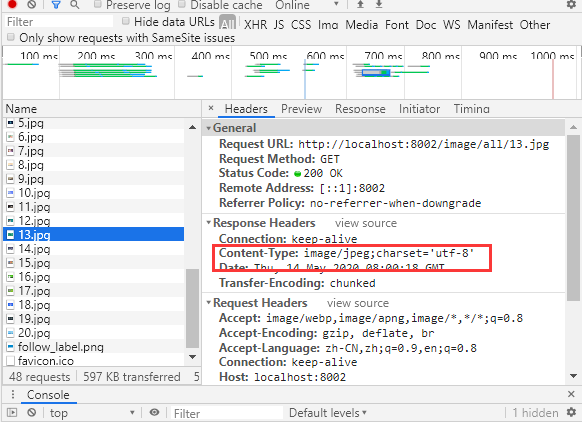 Preserve log Disable cache Online
Filter Hide data URLs All XHR JS CSS Img Media Font Doc WS Manifest Other
Only show requests with SameSite issues
100 ms 200 ms 300 ms 400 ms 500 ms 600 ms 700 ms 800 ms 900 ms 1000 ms
Name × Headers Preview Response Initiator Timing
5.jpg
6.jpg
7.jpg
8.jpg
9.jpg
10.jpg
11.jpg
12.jpg
13.jpg
14.jpg
15.jpg
16.jpg
17.jpg
18.jpg
19.jpg
20.jpg
follow_label.png
favicon.ico
48 requests 597 KB transferred 5
General
Request URL: http://localhost:8002/image/all/13.jpg
Request Method: GET
Status Code: 200 OK
Remote Address: [::1]:8002
Referrer Policy: no-referrer-when-downgrade
Response Headers view source
Connection: keep-alive
Content-Type: image/jpeg;charset='utf-8'
Date: Thu, 14 May 2020 08:00:18 GMT
Transfer-Encoding: chunked
Request Headers view source
Accept: image/webp,image/apng,image/*,*/*;q=0.8
Accept-Encoding: gzip, deflate, br
Accept-Language: zh-CN,zh;q=0.9,en;q=0.8
Connection: keep-alive
Host: localhost:8002
Console ×
top Filter Default levels 1 hidden